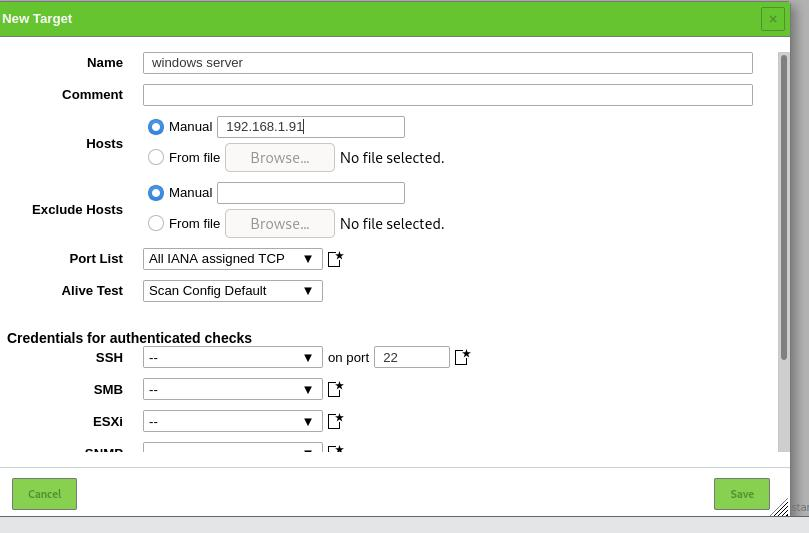 New Target ×
Name windows server
Comment
Hosts Manual 192.168.1.91
From file Browse... No file selected.
Exclude Hosts Manual
From file Browse... No file selected.
Port List All IANA assigned TCP ▼
Alive Test Scan Config Default ▼
Credentials for authenticated checks
SSH -- ▼ on port 22
SMB -- ▼
ESXi -- ▼
SNMP
Cancel Save
star